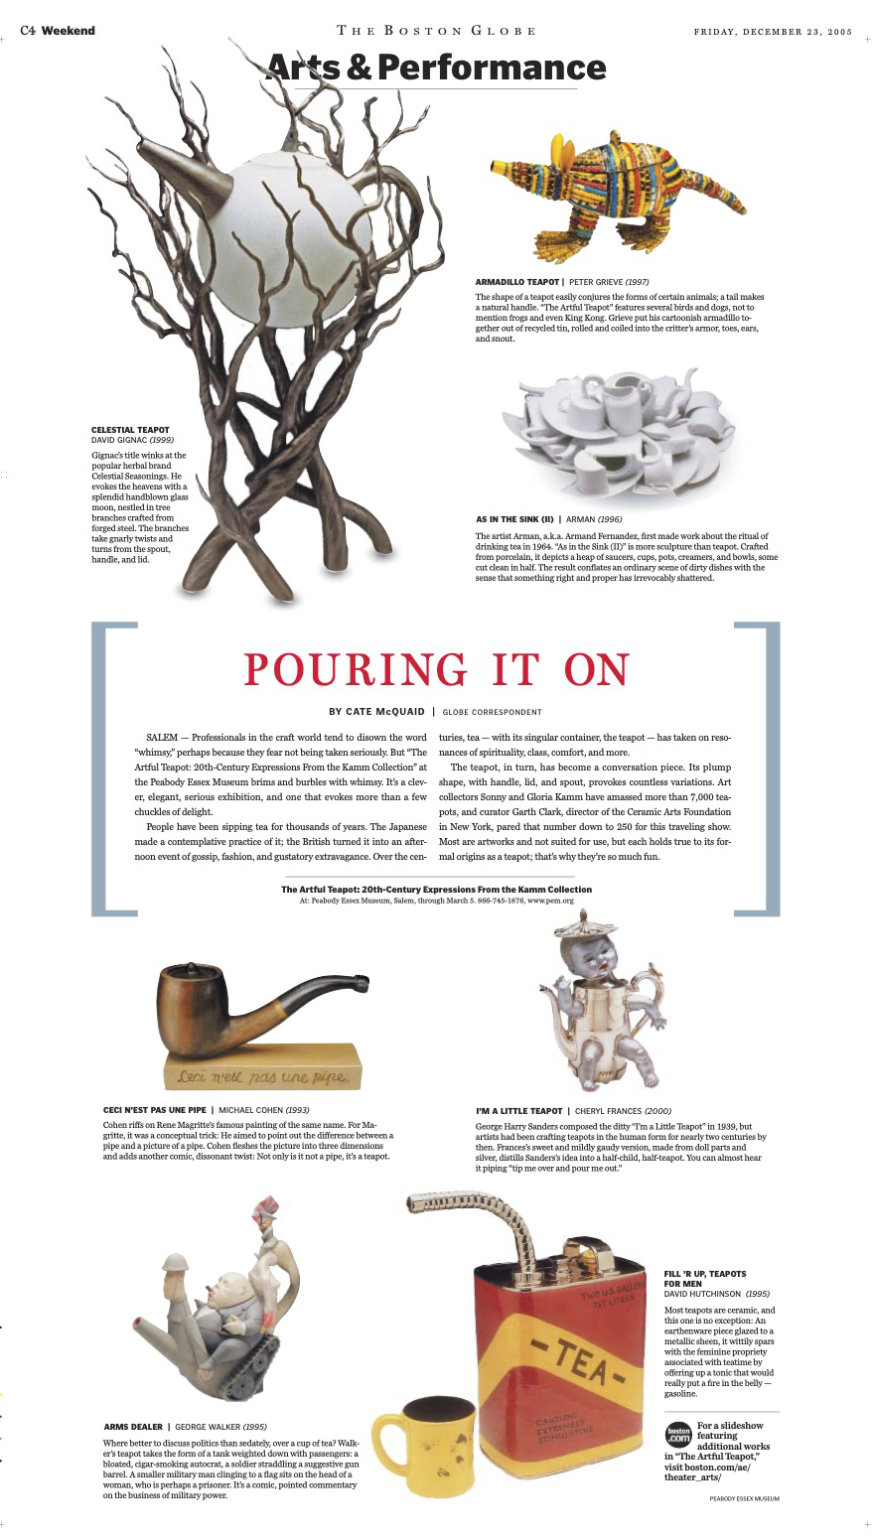 C4 Weekend
THE BOSTON GLOBE
FRIDAY, DECEMBER 23, 2005
Arts & Performance
ARMADILLO TEAPOT | PETER GRIEVE (1997)
The shape of a teapot easily conjures the forms of certain animals; a tail makes
a natural handle. "The Artful Teapot" features several birds and dogs, not to
mention frogs and even King Kong. Grieve put his cartoonish armadillo to-
gether out of recycled tin, rolled and coiled into the critter's armor, toes, ears,
and snout.
CELESTIAL TEAPOT
DAVID GIGNAC (1999)
Gignac's title winks at the
popular herbal brand
Celestial Seasonings. He
evokes the heavens with a
splendid handblown glass
moon, nestled in tree
branches crafted from
forged steel. The branches
take gnarly twists and
turns from the spout,
handle, and lid.
AS IN THE SINK (II) | ARMAN (1996)
The artist Arman, a.k.a. Armand Fernandez, first made work about the ritual of
drinking tea in 1964. "As in the Sink (II)" is more sculpture than teapot. Crafted
from porcelain, it depicts a heap of saucers, cups, pots, creamers, and bowls, some
cut clean in half. The result conflates an ordinary scene of dirty dishes with the
sense that something right and proper has irrevocably shattered.
POURING IT ON
BY CATE McQUAID | GLOBE CORRESPONDENT
SALEM — Professionals in the craft world tend to disown the word
"whimsy," perhaps because they fear not being taken seriously. But "The
Artful Teapot: 20th-Century Expressions From the Kamm Collection" at
the Peabody Essex Museum brims and burbles with whimsy. It's a clev-
er, elegant, serious exhibition, and one that evokes more than a few
chuckles of delight.
People have been sipping tea for thousands of years. The Japanese
made a contemplative practice of it; the British turned it into an after-
noon event of gossip, fashion, and gustatory extravagance. Over the cen-
turies, tea — with its singular container, the teapot — has taken on reso-
nances of spirituality, class, comfort, and more.
The teapot, in turn, has become a conversation piece. Its plump
shape, with handle, lid, and spout, provokes countless variations. Art
collectors Sonny and Gloria Kamm have amassed more than 7,000 tea-
pots, and curator Garth Clark, director of the Ceramic Arts Foundation
in New York, pared that number down to 250 for this traveling show.
Most are artworks and not suited for use, but each holds true to its for-
mal origins as a teapot; that's why they're so much fun.
The Artful Teapot: 20th-Century Expressions From the Kamm Collection
At: Peabody Essex Museum, Salem, through March 5. 866-745-1876, www.pem.org
Ceci n'est pas une pipe.
CECI N'EST PAS UNE PIPE | MICHAEL COHEN (1993)
Cohen riffs on Rene Magritte's famous painting of the same name. For Ma-
gritte, it was a conceptual trick: He aimed to point out the difference between a
pipe and a picture of a pipe. Cohen fleshes the picture into three dimensions
and adds another comic, dissonant twist: Not only is it not a pipe, it's a teapot.
I'M A LITTLE TEAPOT | CHERYL FRANCES (2000)
George Harry Sanders composed the ditty "I'm a Little Teapot" in 1939, but
artists had been crafting teapots in the human form for nearly two centuries by
then. Frances's sweet and mildly gaudy version, made from doll parts and
silver, distills Sanders's idea into a half-child, half-teapot. You can almost hear
it piping "tip me over and pour me out."
ARMS DEALER | GEORGE WALKER (1995)
Where better to discuss politics than sedately, over a cup of tea? Walk-
er's teapot takes the form of a tank weighted down with passengers: a
bloated, cigar-smoking autocrat, a soldier straddling a suggestive gun
barrel. A smaller military man clinging to a flag sits on the head of a
woman, who is perhaps a prisoner. It's a comic, pointed commentary
on the business of military power.
TWO U.S. GALLON
-TEA-
CAUTION:
EXTREMELY
STIMULATING
FILL 'R UP, TEAPOTS
FOR MEN
DAVID HUTCHINSON (1995)
Most teapots are ceramic, and
this one is no exception: An
earthenware piece glazed to a
metallic sheen, it wittily spars
with the feminine propriety
associated with teatime by
offering up a tonic that would
really put a fire in the belly —
gasoline.
boston
.com
For a slideshow
featuring
additional works
in "The Artful Teapot,"
visit boston.com/ae/
theater_arts/
PEABODY ESSEX MUSEUM